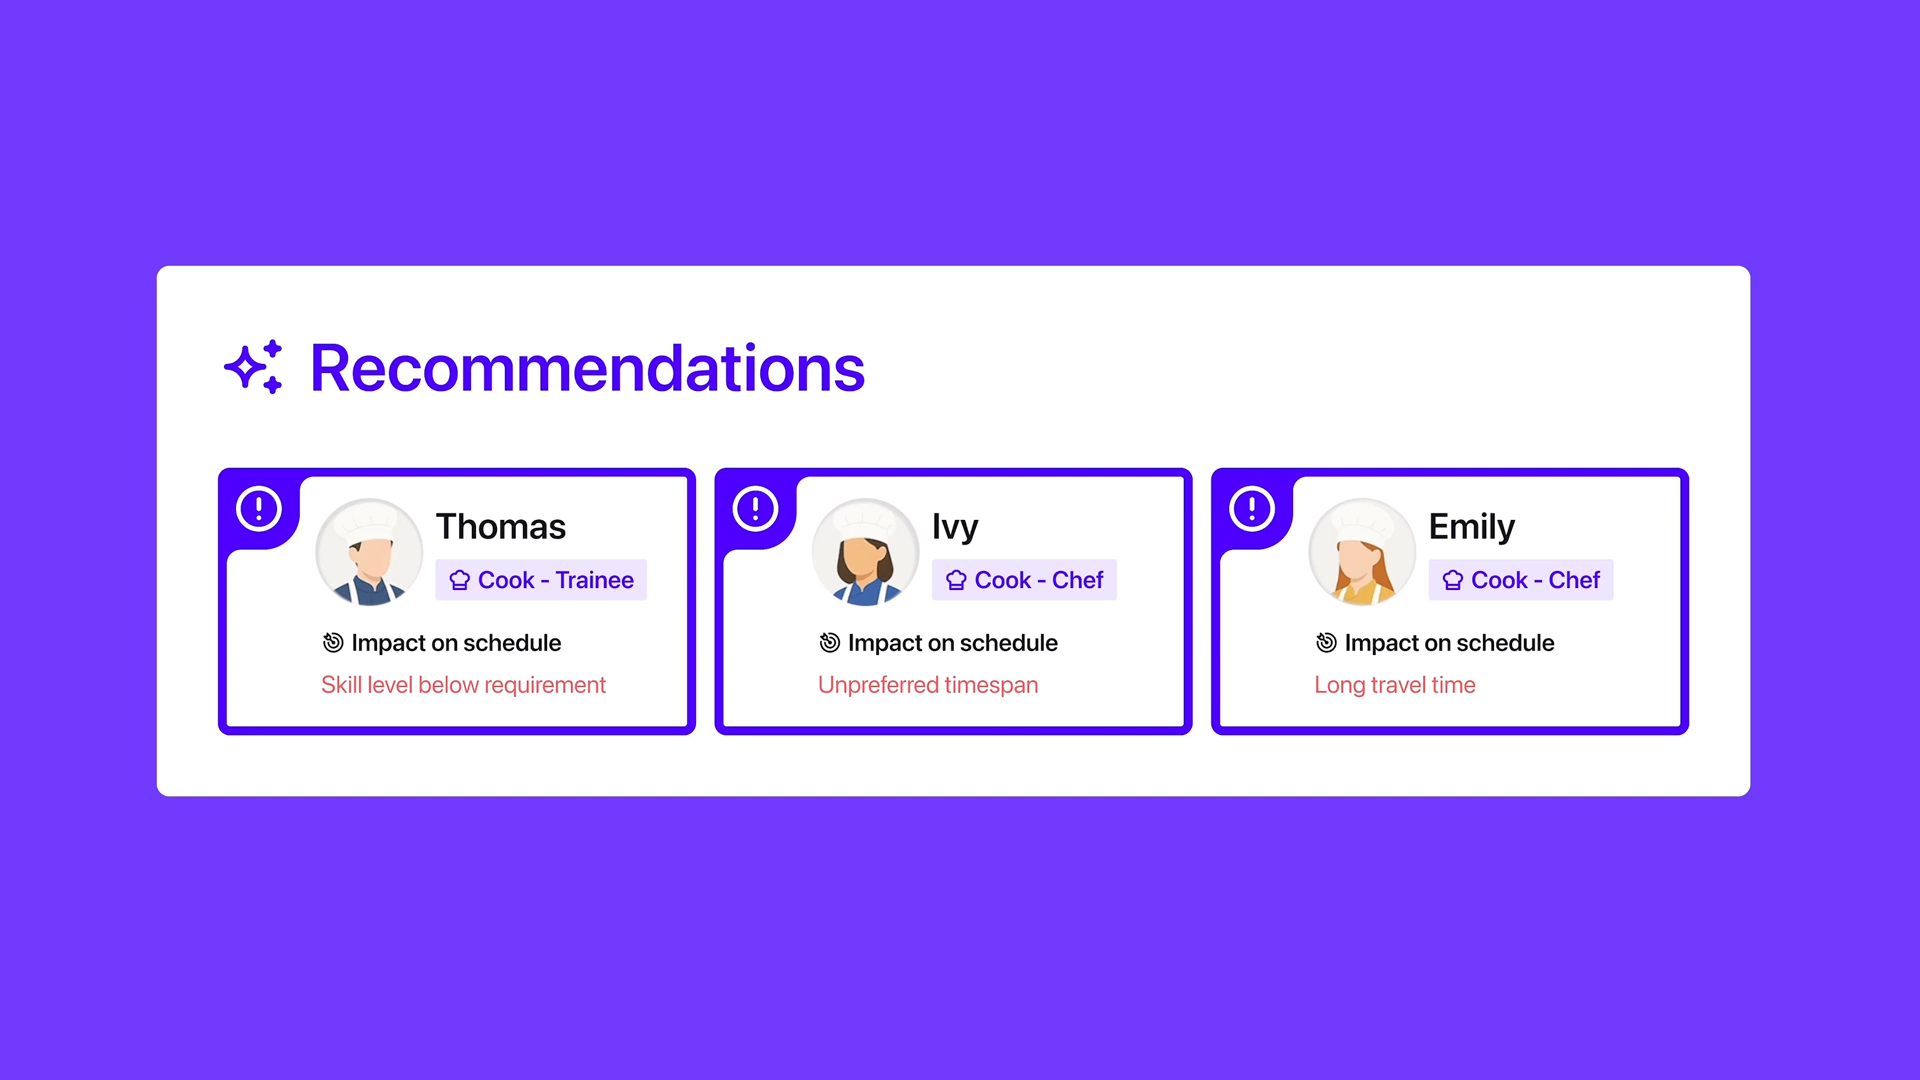 Recommendations
Thomas
Cook - Trainee
Impact on schedule
Skill level below requirement
Ivy
Cook - Chef
Impact on schedule
Unpreferred timespan
Emily
Cook - Chef
Impact on schedule
Long travel time